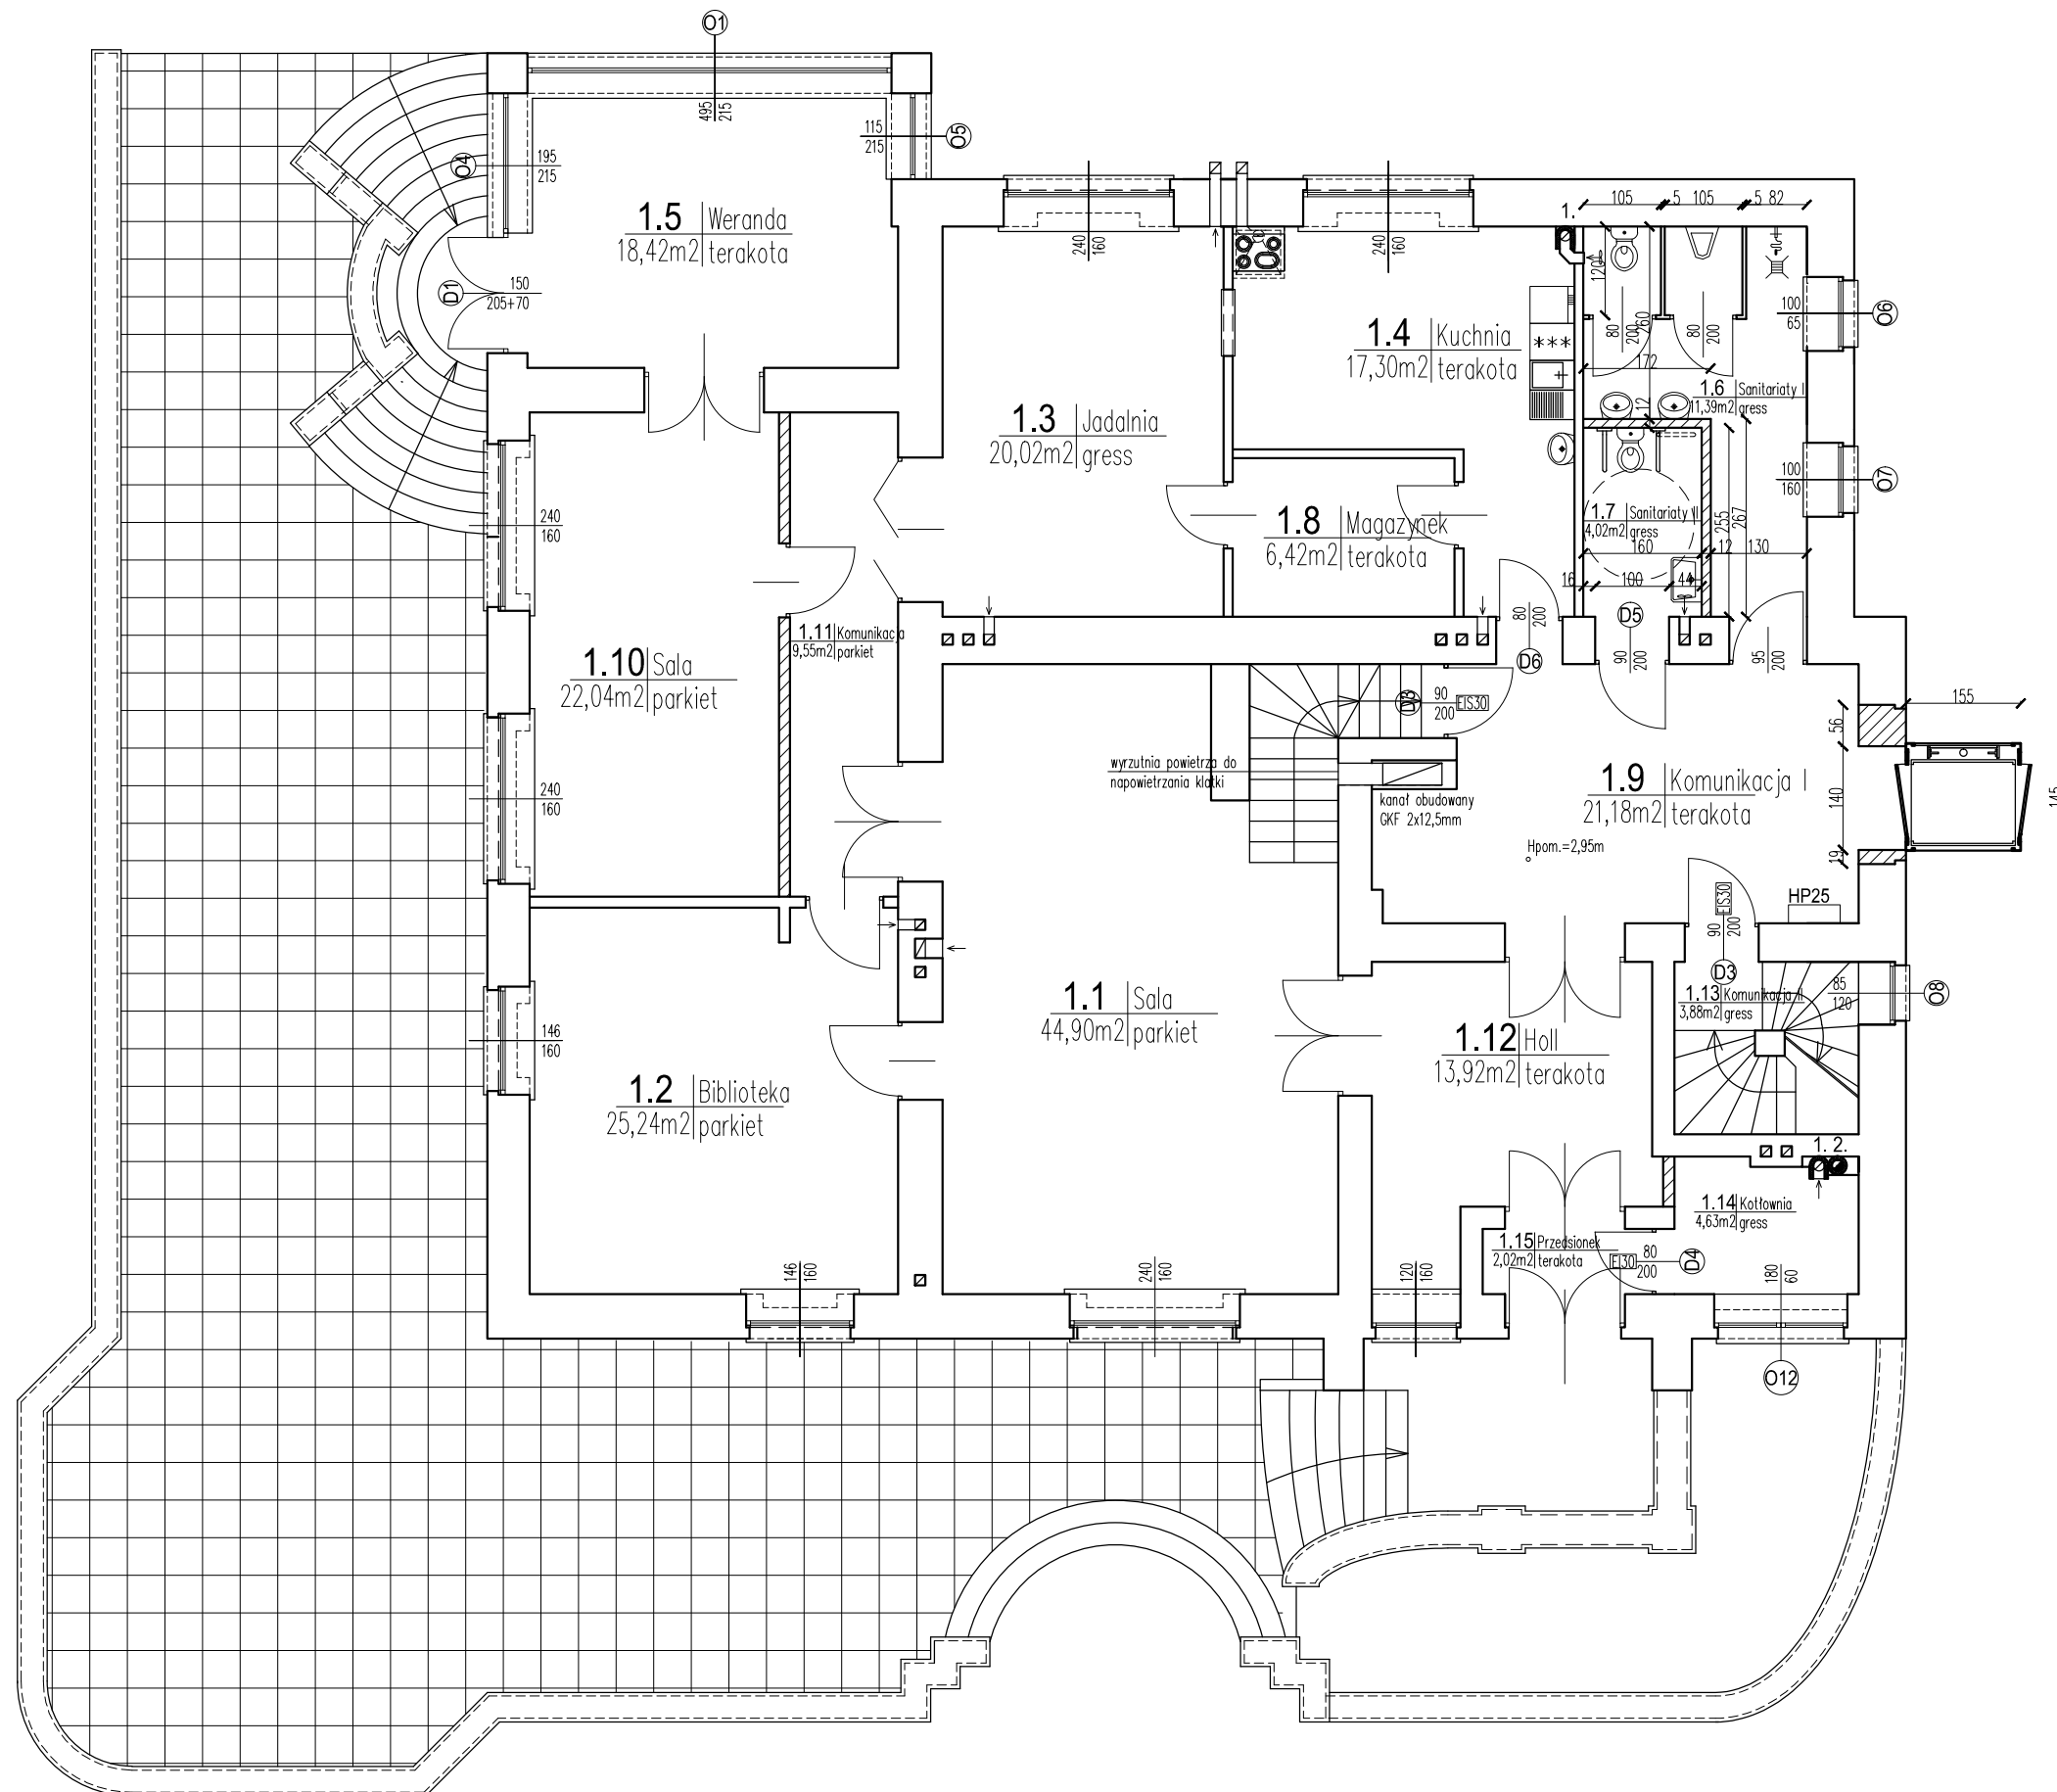 O1
495
215
115
215
O5
O4
195
215
1.5 Weranda
18,42m2 terakota
D1
150
205+70
240
160
240
160
1.
105 5 105 5 82
120
260
80
200
80
200
172
12
100
65
O6
1.4 Kuchnia
17,30m2 terakota
***
1.6 Sanitariaty I
11,39m2 gress
1.3 Jadalnia
20,02m2 gress
100
160
O7
1.7 Sanitariaty II
4,02m2 gress
255
267
160 12 130
16 100 44
1.8 Magazynek
6,42m2 terakota
240
160
1.11 Komunikacja
9,55m2 parkiet
80
200
D6
D5
90
200
95
200
1.10 Sala
22,04m2 parkiet
D3
90
200
EIS30
155
56
140
19
145
wyrzutnia powietrza do
napowietrzania klatki
kanał obudowany
GKF 2x12,5mm
1.9 Komunikacja I
21,18m2 terakota
Hpom.=2,95m
240
160
HP25
EIS30
90
200
D3
1.13 Komunikacja II
3,88m2 gress
85
120
O8
1.1 Sala
44,90m2 parkiet
146
160
1.12 Holl
13,92m2 terakota
1.2 Biblioteka
25,24m2 parkiet
1. 2.
1.14 Kotłownia
4,63m2 gress
1.15 Przedsionek
2,02m2 terakota
EI30
80
200
D4
146
160
240
160
120
160
180
60
O12